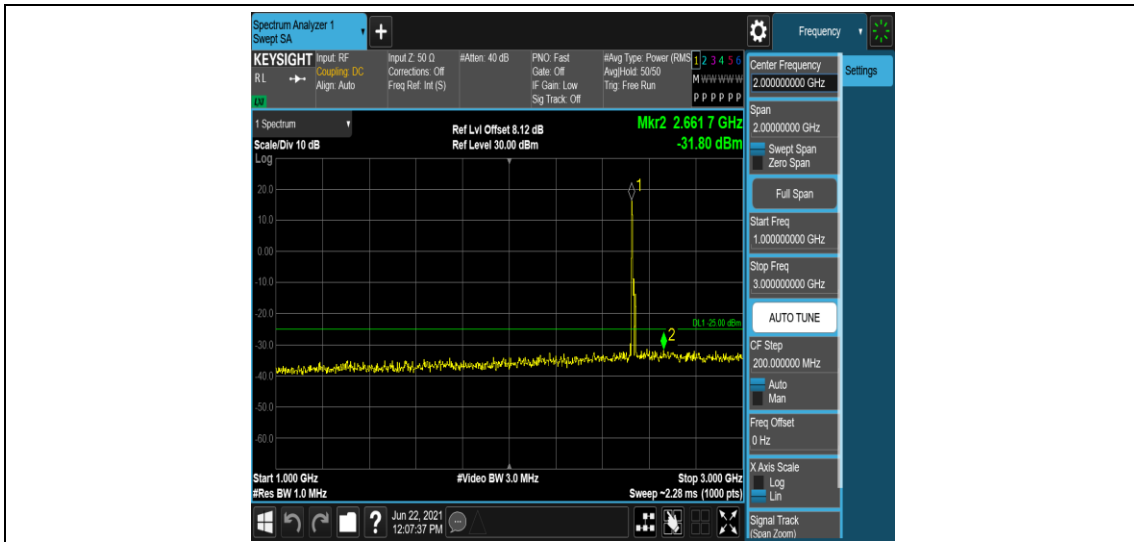 Spectrum Analyzer 1
Swept SA
+
Frequency
KEYSIGHT
RL
LXI
Input: RF
Coupling: DC
Align: Auto
Input Z: 50 Ω
Corrections: Off
Freq Ref: Int (S)
#Atten: 40 dB
PNO: Fast
Gate: Off
IF Gain: Low
Sig Track: Off
#Avg Type: Power (RMS
Avg|Hold: 50/50
Trig: Free Run
1 2 3 4 5 6
M W W W W W
P P P P P P
1 Spectrum
Scale/Div 10 dB
Log
Ref Lvl Offset 8.12 dB
Ref Level 30.00 dBm
Mkr2 2.661 7 GHz
-31.80 dBm
20.0
10.0
0.00
-10.0
-20.0
-30.0
-40.0
-50.0
-60.0
1
DL1 -25.00 dBm
2
Start 1.000 GHz
#Res BW 1.0 MHz
#Video BW 3.0 MHz
Stop 3.000 GHz
Sweep ~2.28 ms (1000 pts)
Center Frequency
2.000000000 GHz
Settings
Span
2.00000000 GHz
Swept Span
Zero Span
Full Span
Start Freq
1.000000000 GHz
Stop Freq
3.000000000 GHz
AUTO TUNE
CF Step
200.000000 MHz
Auto
Man
Freq Offset
0 Hz
X Axis Scale
Log
Lin
Signal Track
(Span Zoom)
?
Jun 22, 2021
12:07:37 PM